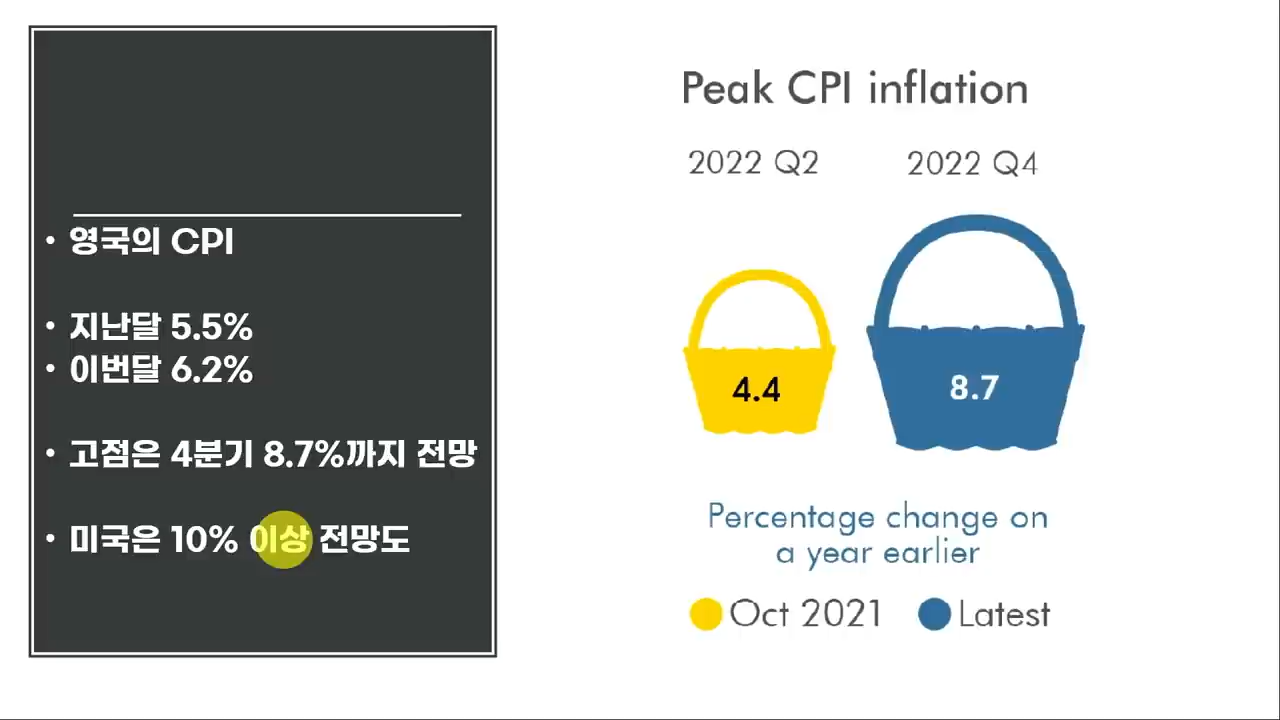 • 영국의 CPI
• 지난달 5.5%
• 이번달 6.2%
• 고점은 4분기 8.7%까지 전망
• 미국은 10% 이상 전망도
Peak CPI inflation
2022 Q2 2022 Q4
4.4 8.7
Percentage change on
a year earlier
Oct 2021 Latest